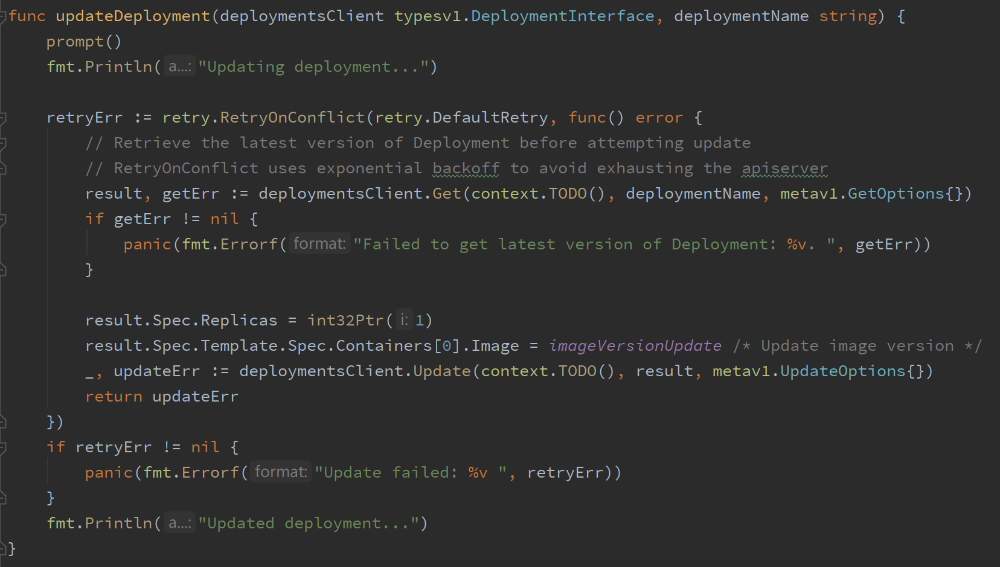 func updateDeployment(deploymentsClient typesv1.DeploymentInterface, deploymentName string) {
    prompt()
    fmt.Println( a...: "Updating deployment...")

    retryErr := retry.RetryOnConflict(retry.DefaultRetry, func() error {
        // Retrieve the latest version of Deployment before attempting update
        // RetryOnConflict uses exponential backoff to avoid exhausting the apiserver
        result, getErr := deploymentsClient.Get(context.TODO(), deploymentName, metav1.GetOptions{})
        if getErr != nil {
            panic(fmt.Errorf( format: "Failed to get latest version of Deployment: %v. ", getErr))
        }

        result.Spec.Replicas = int32Ptr( i: 1)
        result.Spec.Template.Spec.Containers[0].Image = imageVersionUpdate /* Update image version */
        _, updateErr := deploymentsClient.Update(context.TODO(), result, metav1.UpdateOptions{})
        return updateErr
    })
    if retryErr != nil {
        panic(fmt.Errorf( format: "Update failed: %v ", retryErr))
    }
    fmt.Println( a...: "Updated deployment...")
}